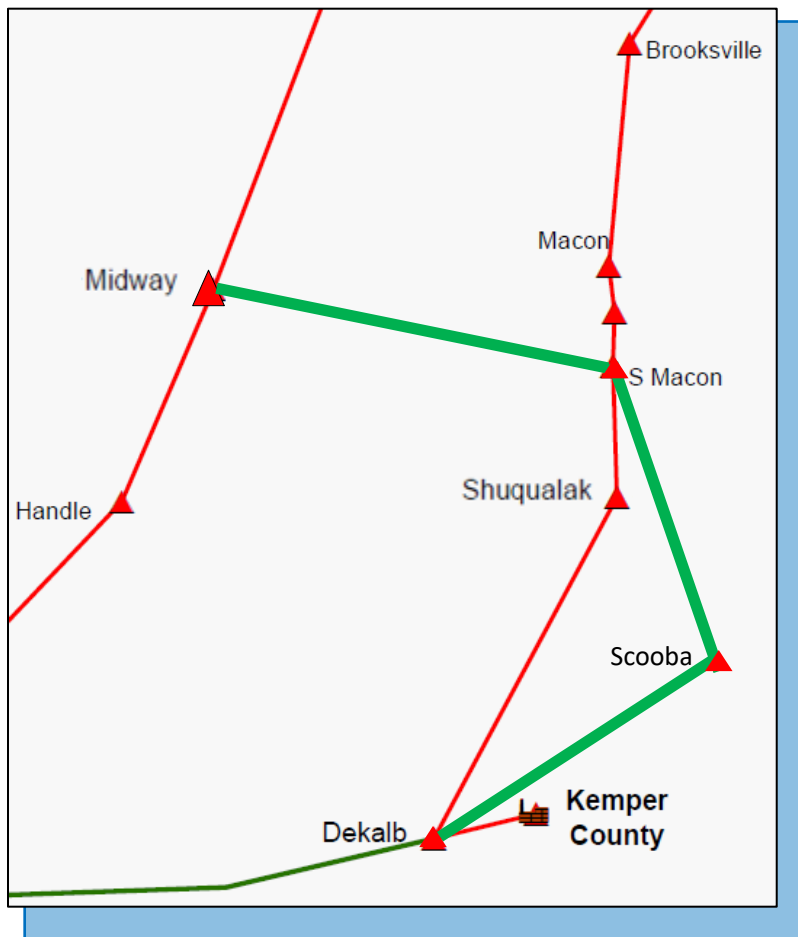 Brooksville
Macon
Midway
S Macon
Shuqualak
Handle
Scooba
Kemper
County
Dekalb